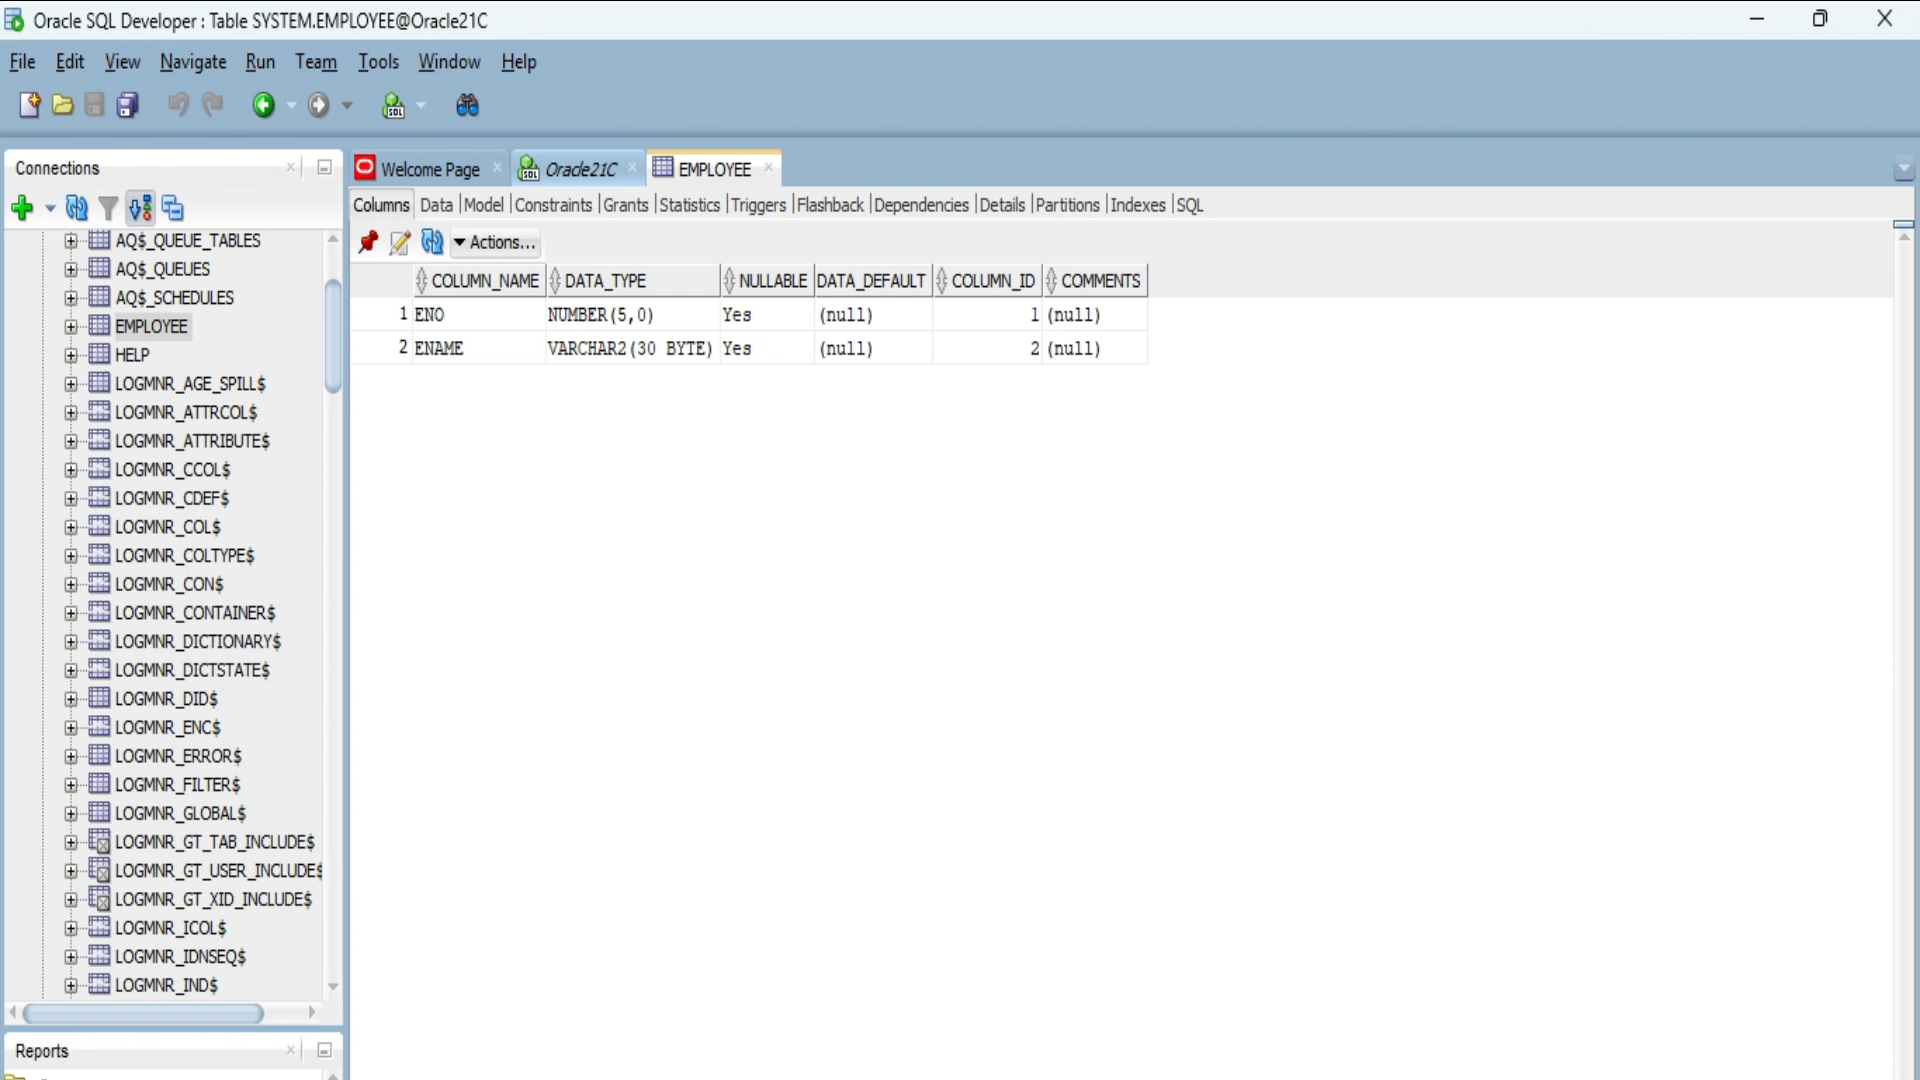 Oracle SQL Developer : Table SYSTEM.EMPLOYEE@Oracle21C
File Edit View Navigate Run Team Tools Window Help
SQL
Connections
Welcome Page
SQL Oracle21C
EMPLOYEE
Columns Data Model Constraints Grants Statistics Triggers Flashback Dependencies Details Partitions Indexes SQL
Actions...
COLUMN_NAME DATA_TYPE NULLABLE DATA_DEFAULT COLUMN_ID COMMENTS
1 ENO NUMBER(5,0) Yes (null) 1 (null)
2 ENAME VARCHAR2(30 BYTE) Yes (null) 2 (null)
AQ$_QUEUE_TABLES
AQ$_QUEUES
AQ$_SCHEDULES
EMPLOYEE
HELP
LOGMNR_AGE_SPILL$
LOGMNR_ATTRCOL$
LOGMNR_ATTRIBUTE$
LOGMNR_CCOL$
LOGMNR_CDEF$
LOGMNR_COL$
LOGMNR_COLTYPE$
LOGMNR_CON$
LOGMNR_CONTAINER$
LOGMNR_DICTIONARY$
LOGMNR_DICTSTATE$
LOGMNR_DID$
LOGMNR_ENC$
LOGMNR_ERROR$
LOGMNR_FILTER$
LOGMNR_GLOBAL$
LOGMNR_GT_TAB_INCLUDE$
LOGMNR_GT_USER_INCLUDE$
LOGMNR_GT_XID_INCLUDE$
LOGMNR_ICOL$
LOGMNR_IDNSEQ$
LOGMNR_IND$
Reports